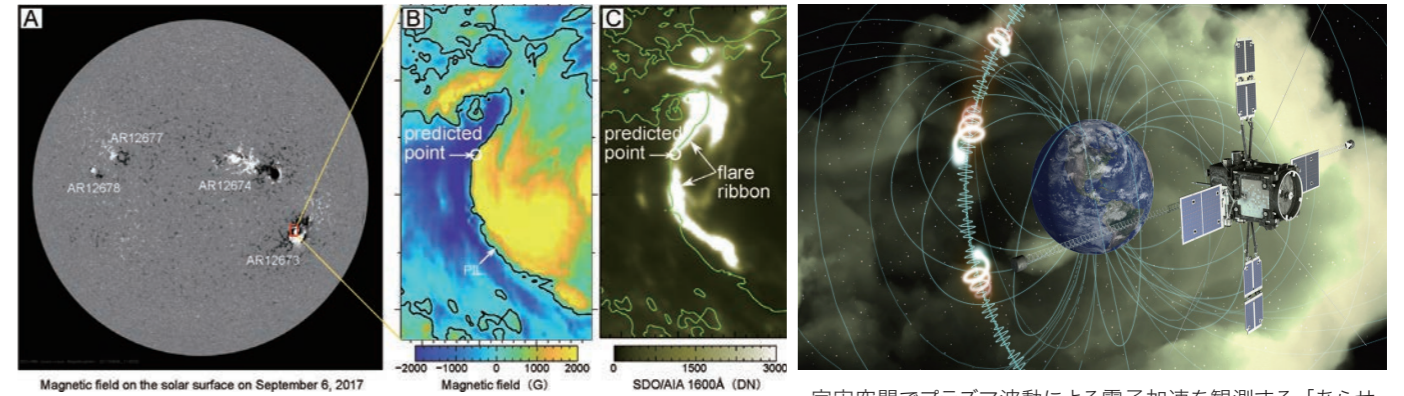 A
AR12677
AR12678
AR12674
AR12673
Magnetic field on the solar surface on September 6, 2017
B
predicted
point
PIL
−2000 −1000 0 1000 2000
Magnetic field (G)
C
predicted
point
flare
ribbon
0 1500 3000
SDO/AIA 1600Å (DN)
宇宙空間でプラズマ波動による電子加速を観測する「あらせ